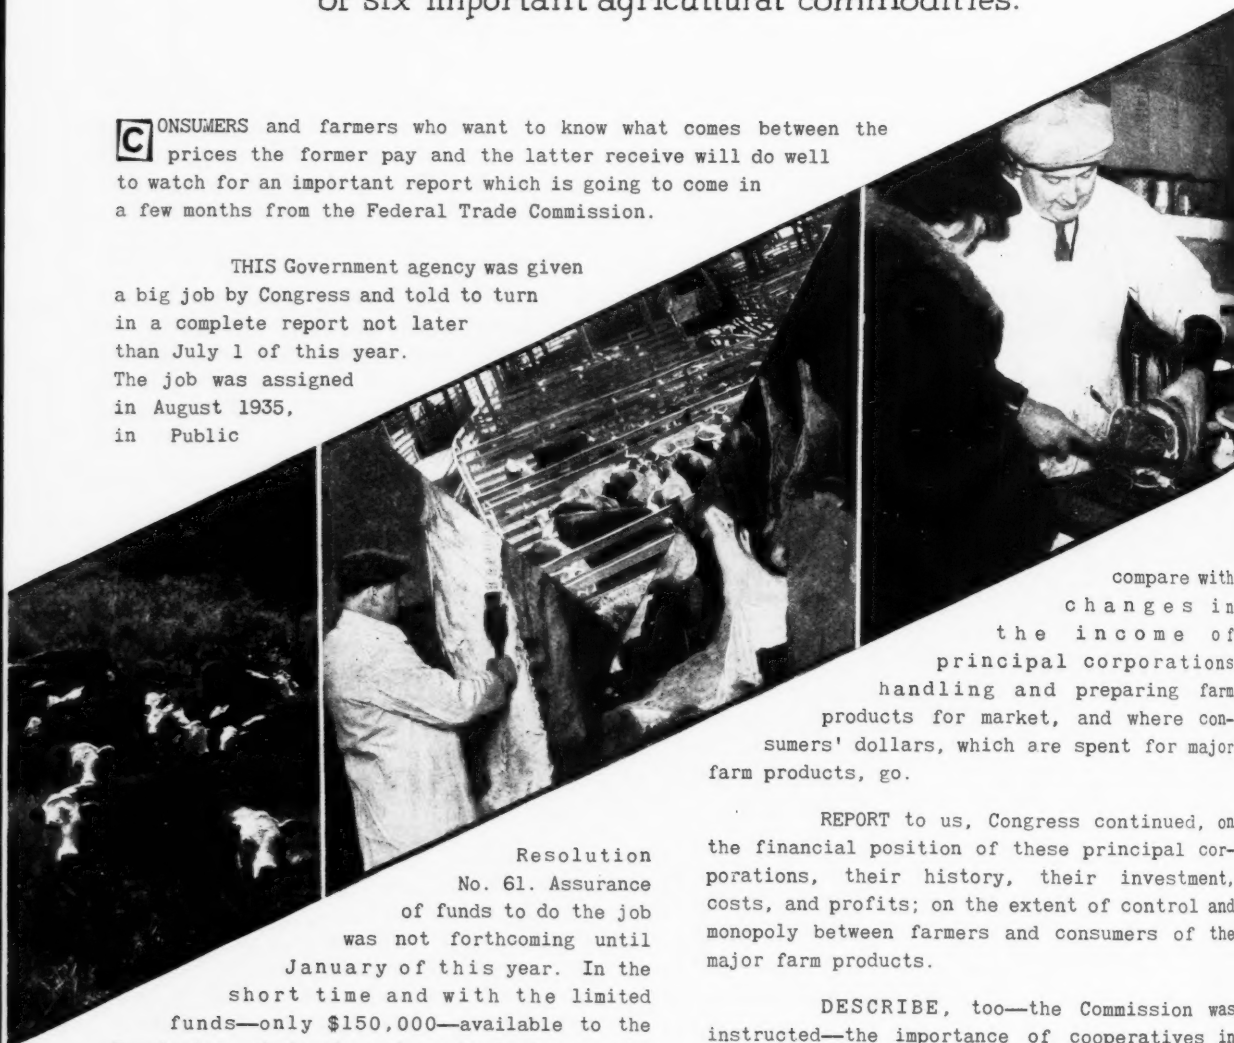 of six important agricultural commodities.
CONSUMERS and farmers who want to know what comes between the
prices the former pay and the latter receive will do well
to watch for an important report which is going to come in
a few months from the Federal Trade Commission.
THIS Government agency was given
a big job by Congress and told to turn
in a complete report not later
than July 1 of this year.
The job was assigned
in August 1935,
in Public
Resolution
No. 61. Assurance
of funds to do the job
was not forthcoming until
January of this year. In the
short time and with the limited
funds—only $150,000—available to the
compare with
changes in
the income of
principal corporations
handling and preparing farm
products for market, and where con-
sumers' dollars, which are spent for major
farm products, go.
REPORT to us, Congress continued, on
the financial position of these principal cor-
porations, their history, their investment,
costs, and profits; on the extent of control and
monopoly between farmers and consumers of the
major farm products.
DESCRIBE, too—the Commission was
instructed—the importance of cooperatives in